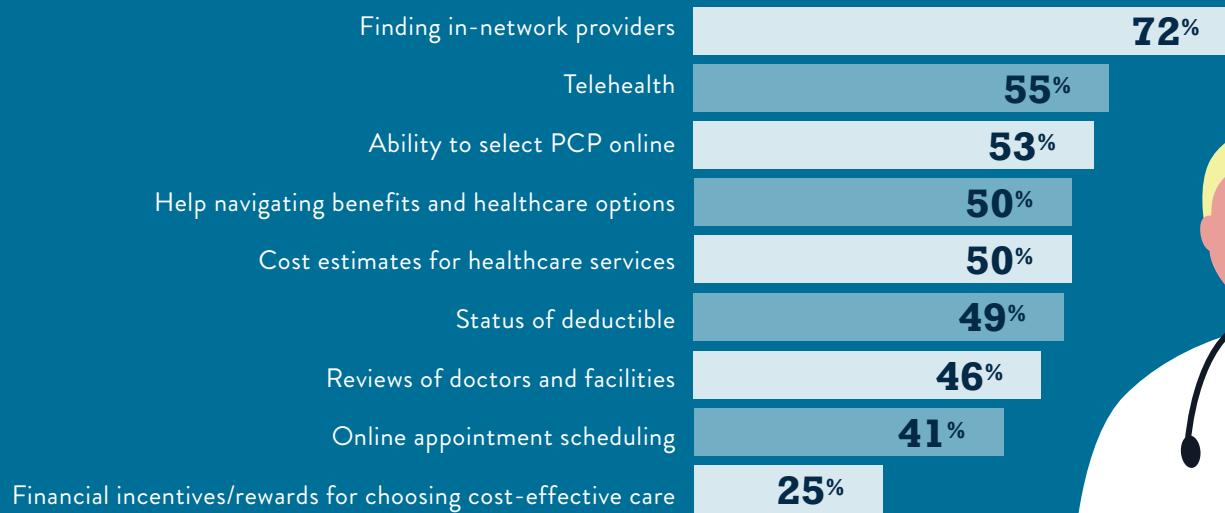 Finding in-network providers 72%
Telehealth 55%
Ability to select PCP online 53%
Help navigating benefits and healthcare options 50%
Cost estimates for healthcare services 50%
Status of deductible 49%
Reviews of doctors and facilities 46%
Online appointment scheduling 41%
Financial incentives/rewards for choosing cost-effective care 25%